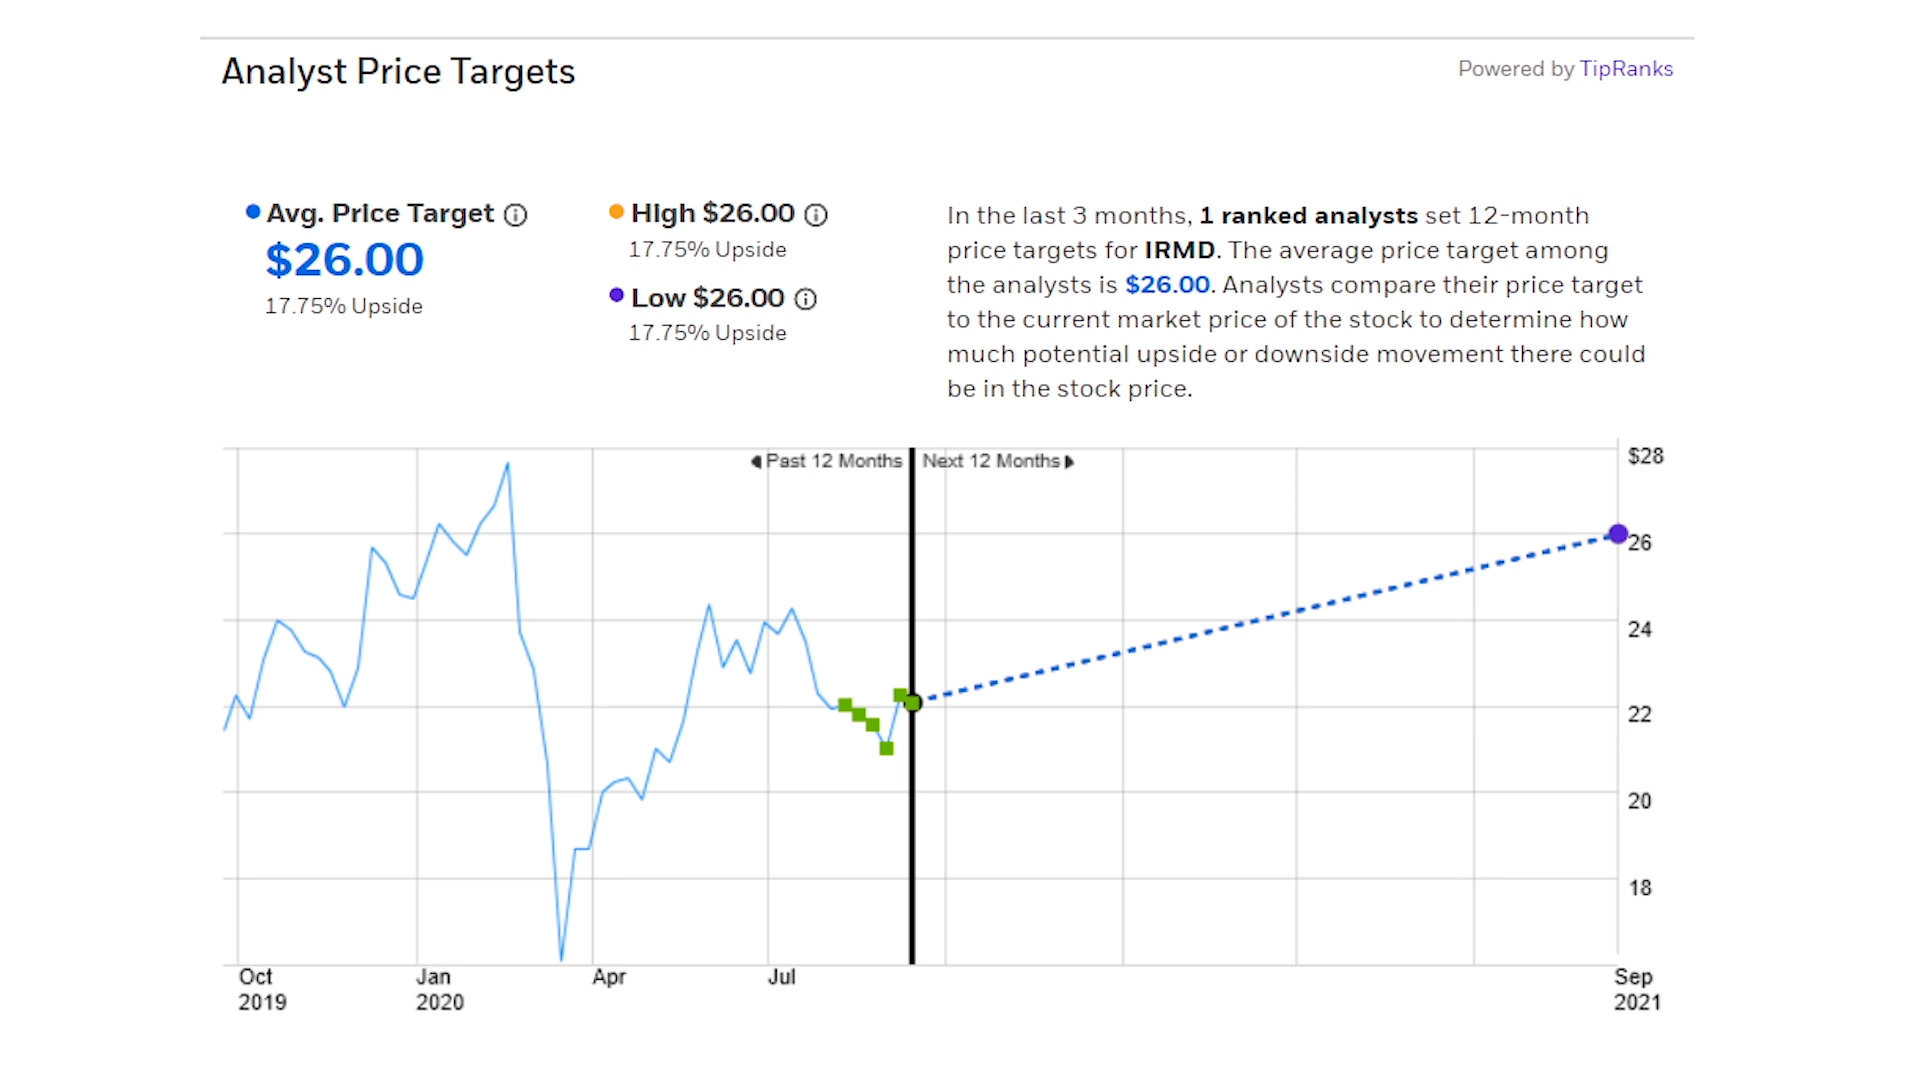 Analyst Price Targets
Powered by TipRanks
Avg. Price Target
$26.00
17.75% Upside
High $26.00
17.75% Upside
Low $26.00
17.75% Upside
In the last 3 months, 1 ranked analysts set 12-month
price targets for IRMD. The average price target among
the analysts is $26.00. Analysts compare their price target
to the current market price of the stock to determine how
much potential upside or downside movement there could
be in the stock price.
Past 12 Months
Next 12 Months
$28
26
24
22
20
18
Oct
2019
Jan
2020
Apr
Jul
Sep
2021